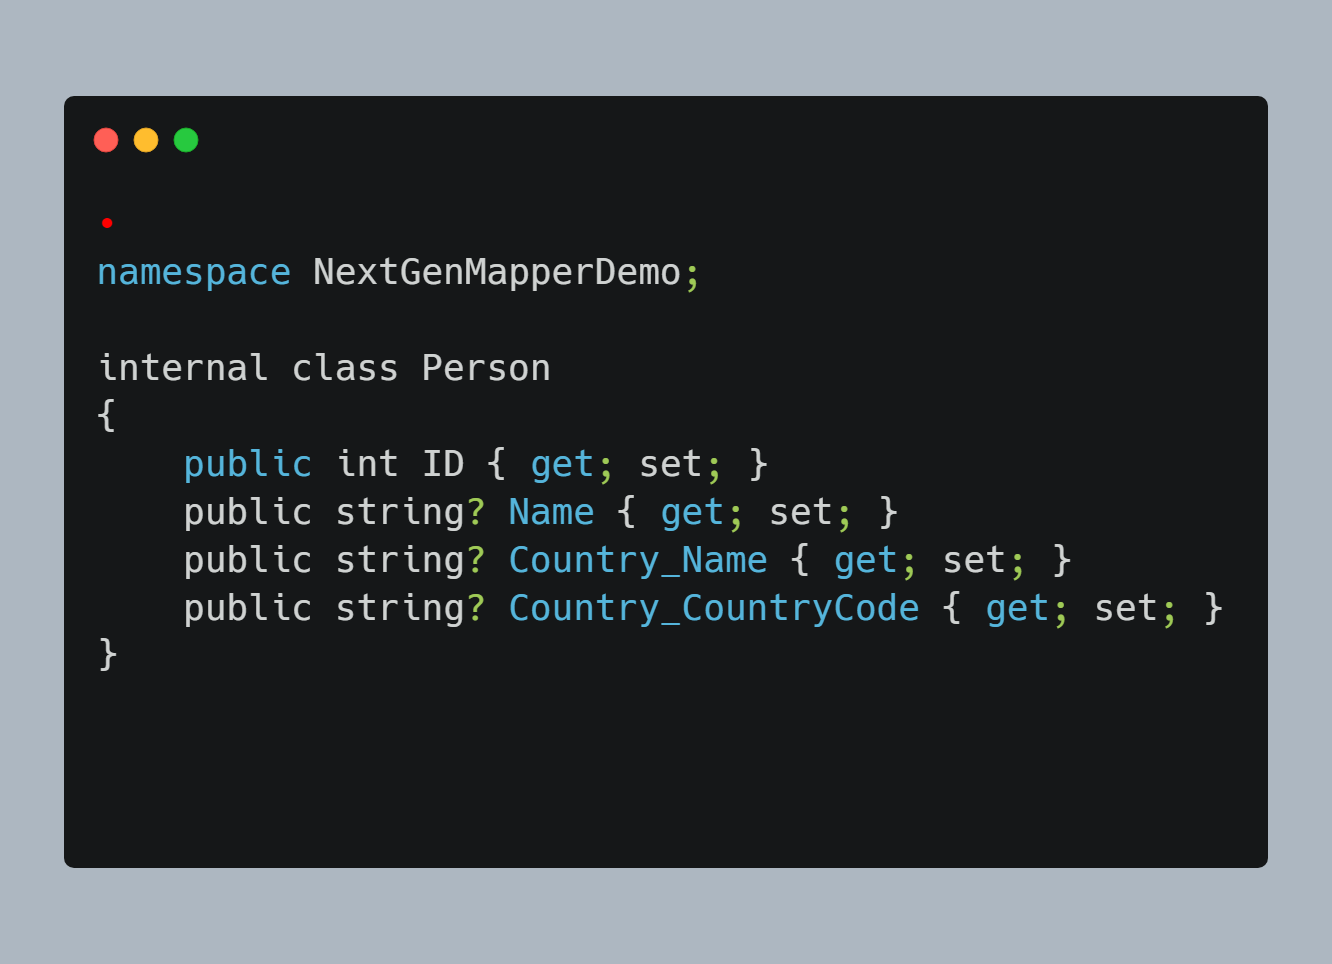 namespace NextGenMapperDemo;
internal class Person
{
    public int ID { get; set; }
    public string? Name { get; set; }
    public string? Country_Name { get; set; }
    public string? Country_CountryCode { get; set; }
}